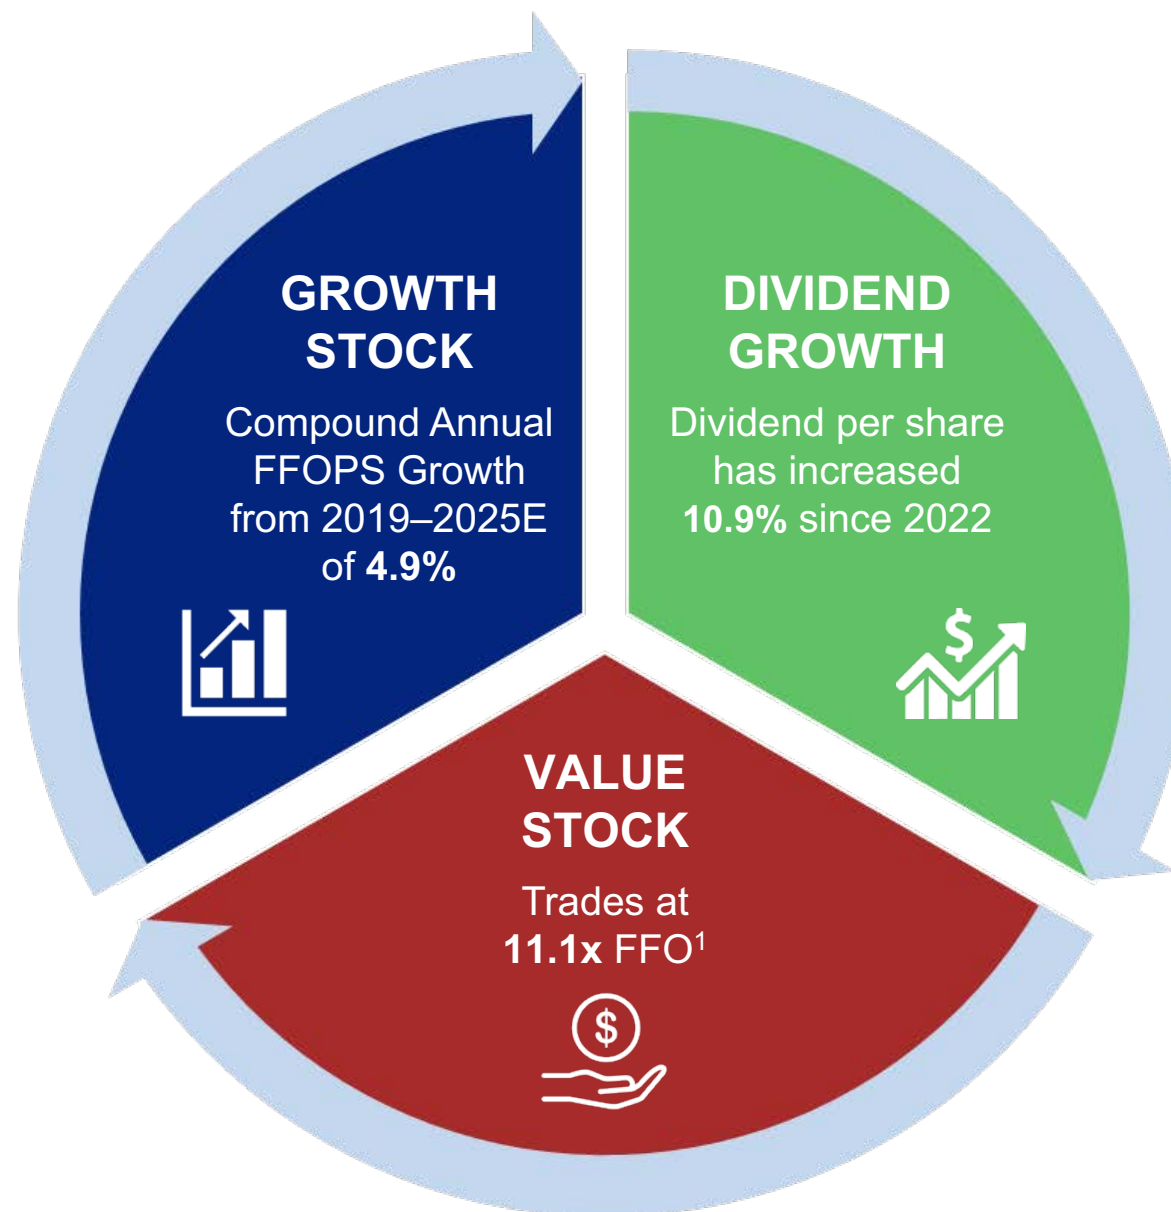 GROWTH
STOCK
Compound Annual
FFOPS Growth
from 2019–2025E
of 4.9%
DIVIDEND
GROWTH
Dividend per share
has increased
10.9% since 2022
$
VALUE
STOCK
Trades at
11.1x FFO¹
$